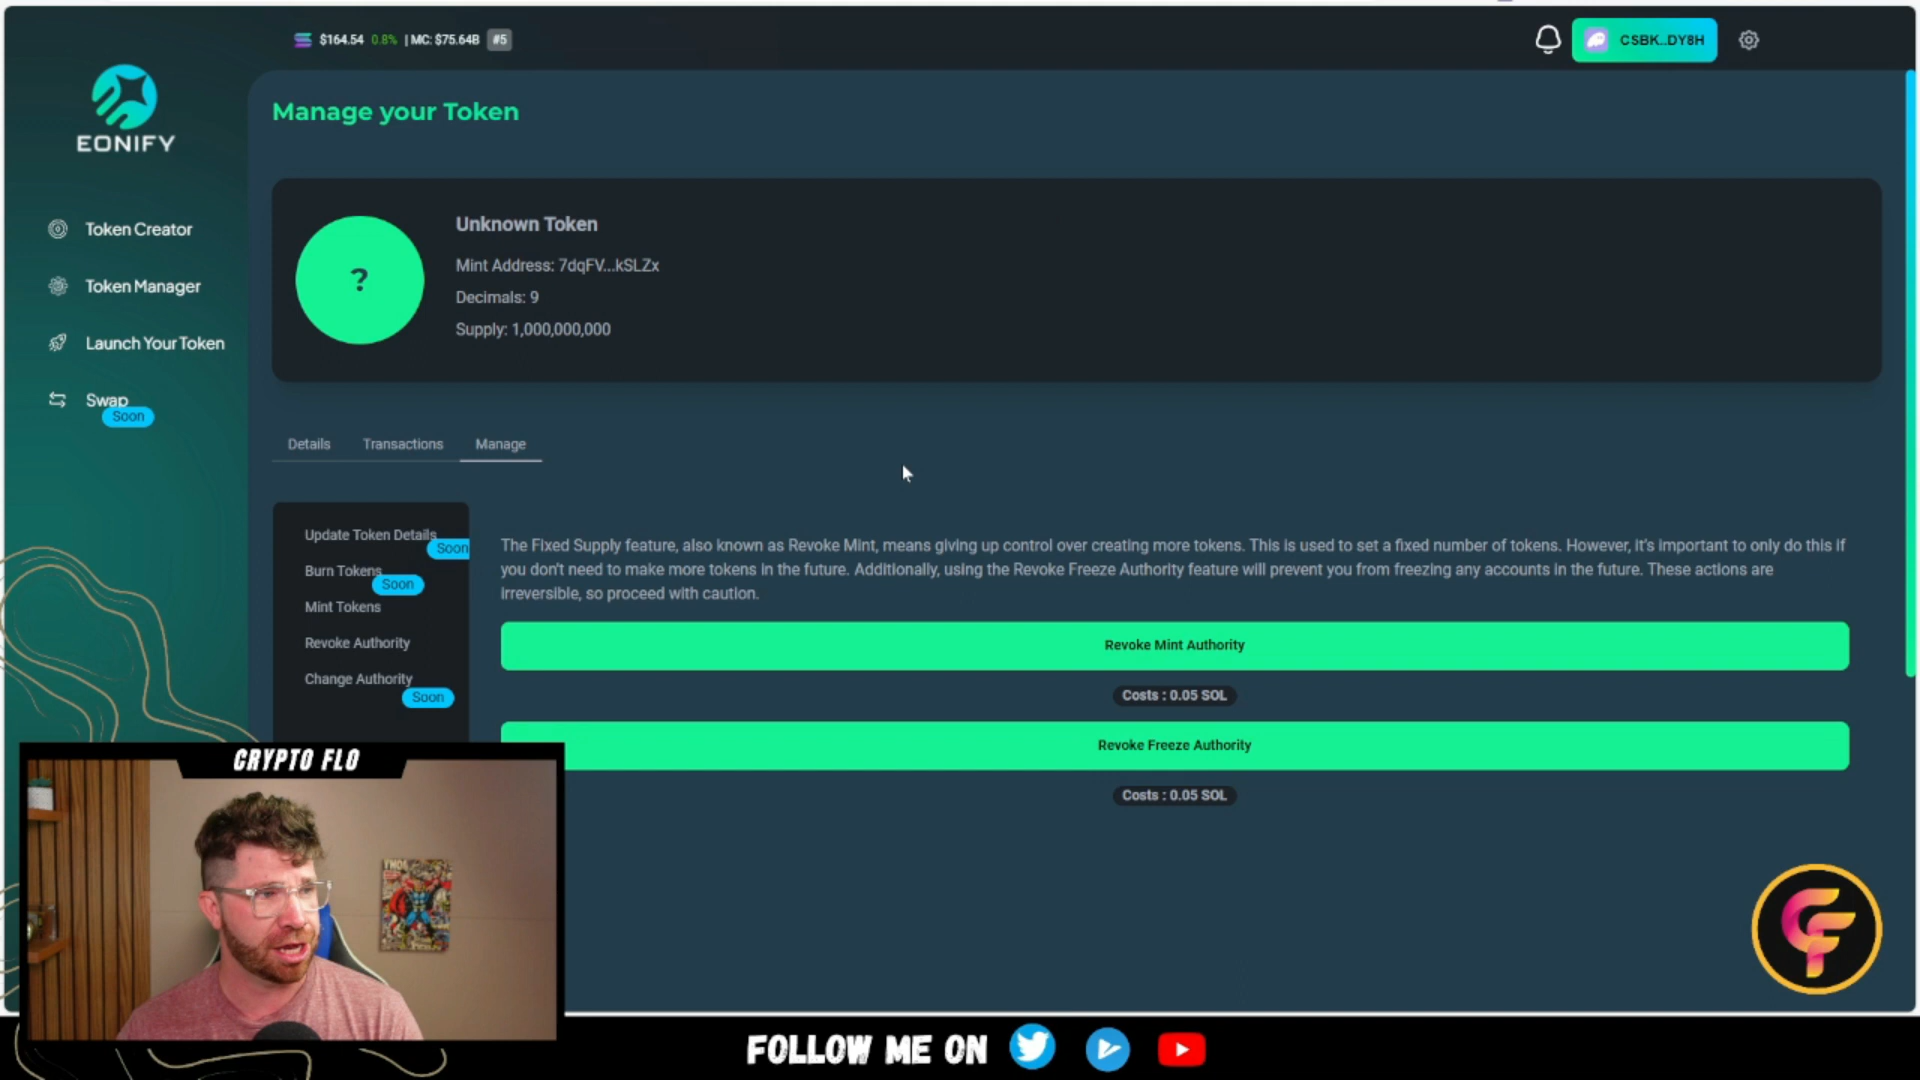 $164.54 0.8% | MC: $75.64B #5
CSBK...DY8H
EONIFY
Manage your Token
Token Creator
Token Manager
Launch Your Token
Swap
Soon
?
Unknown Token
Mint Address: 7dqFV...kSLZx
Decimals: 9
Supply: 1,000,000,000
Details Transactions Manage
Update Token Details
Soon
Burn Tokens
Soon
Mint Tokens
Revoke Authority
Change Authority
Soon
The Fixed Supply feature, also known as Revoke Mint, means giving up control over creating more tokens. This is used to set a fixed number of tokens. However, it's important to only do this if
you don't need to make more tokens in the future. Additionally, using the Revoke Freeze Authority feature will prevent you from freezing any accounts in the future. These actions are
irreversible, so proceed with caution.
Revoke Mint Authority
Costs : 0.05 SOL
Revoke Freeze Authority
Costs : 0.05 SOL
CRYPTO FLO
THOR
CF
FOLLOW ME ON